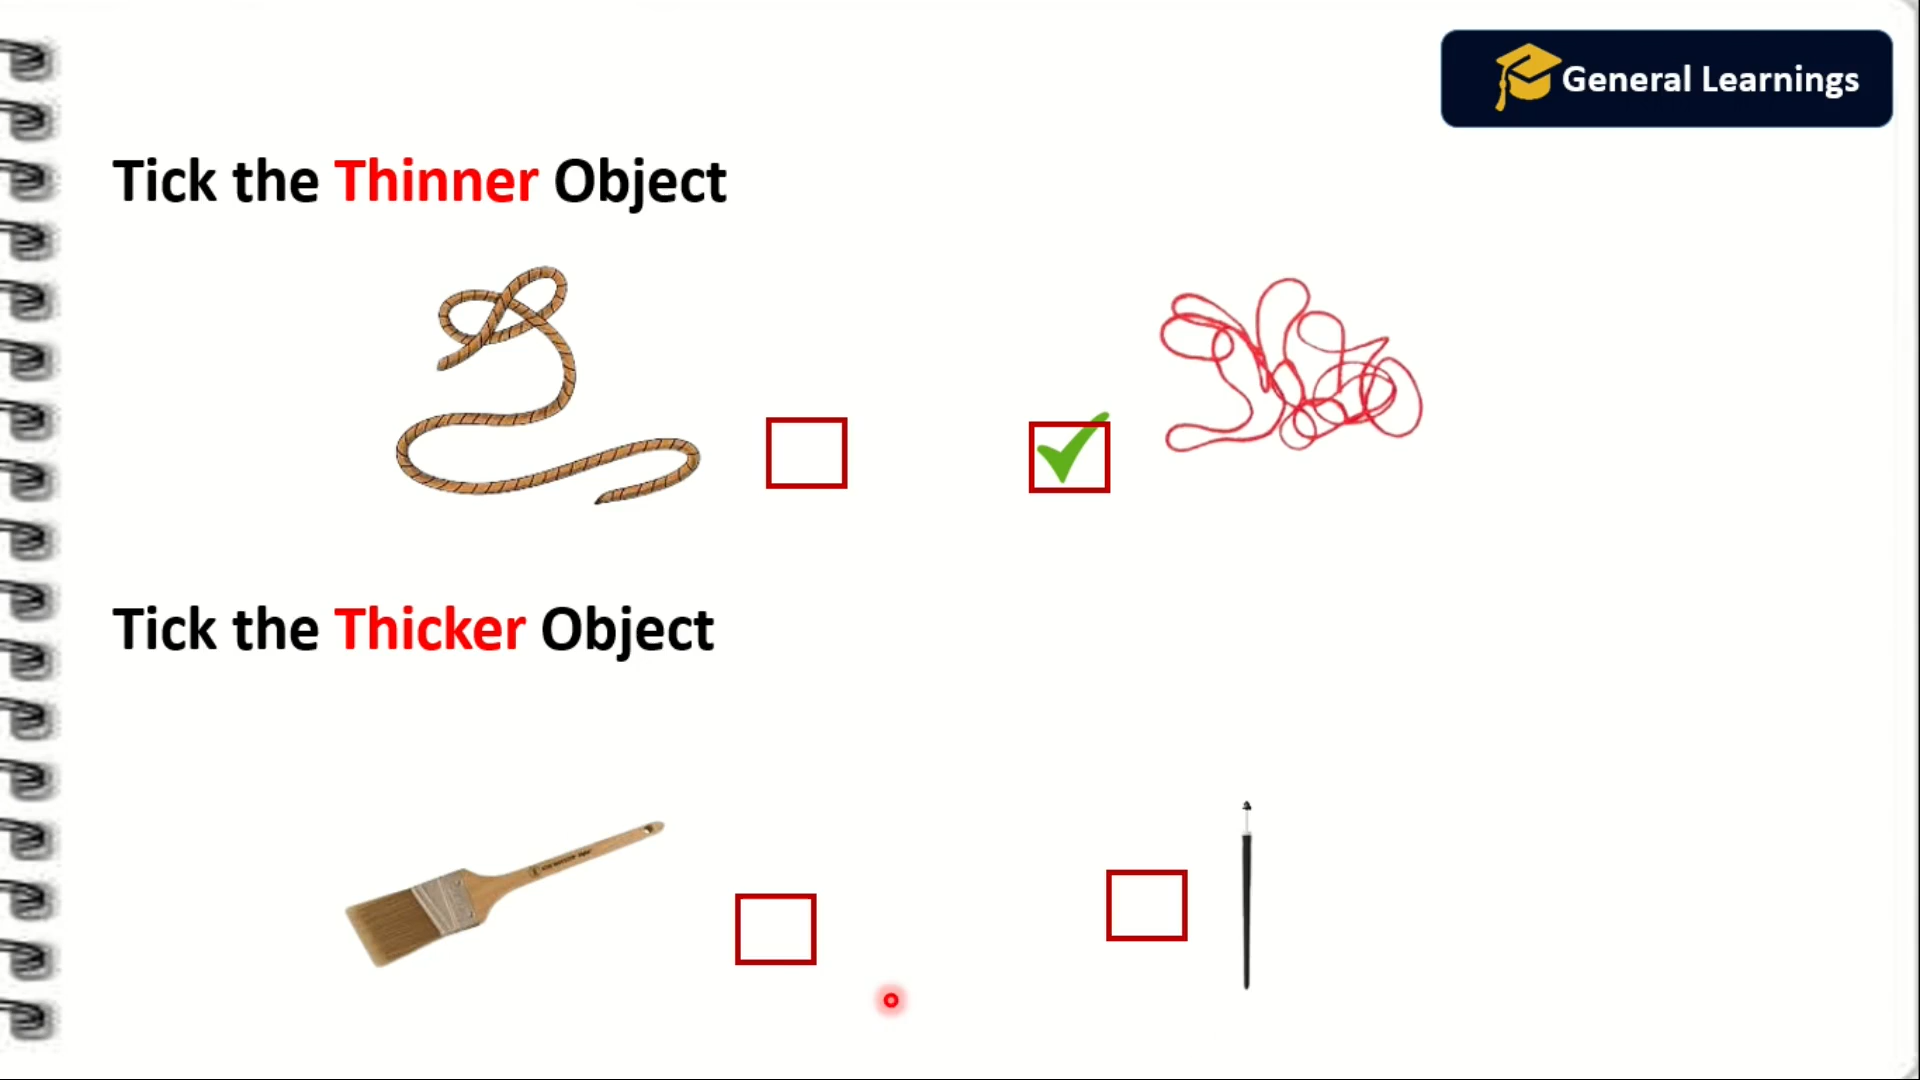 General Learnings
Tick the Thinner Object
Tick the Thicker Object